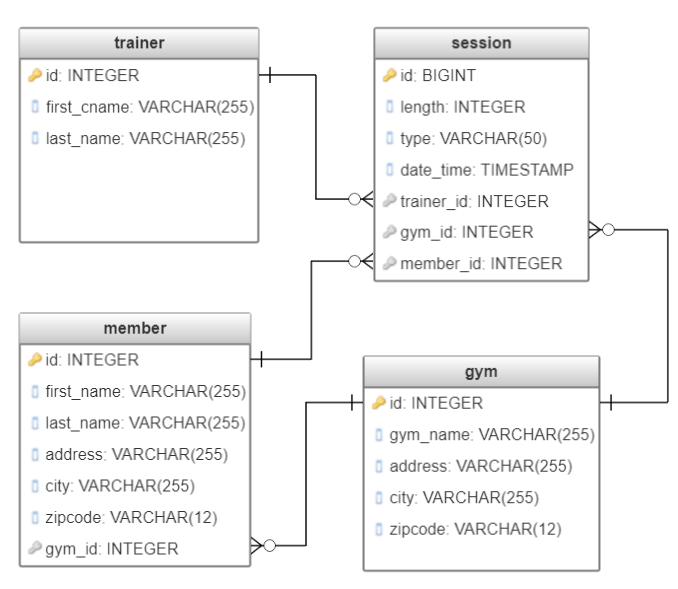 trainer
id: INTEGER
first_cname: VARCHAR(255)
last_name: VARCHAR(255)
session
id: BIGINT
length: INTEGER
type: VARCHAR(50)
date_time: TIMESTAMP
trainer_id: INTEGER
gym_id: INTEGER
member_id: INTEGER
member
id: INTEGER
first_name: VARCHAR(255)
last_name: VARCHAR(255)
address: VARCHAR(255)
city: VARCHAR(255)
zipcode: VARCHAR(12)
gym_id: INTEGER
gym
id: INTEGER
gym_name: VARCHAR(255)
address: VARCHAR(255)
city: VARCHAR(255)
zipcode: VARCHAR(12)